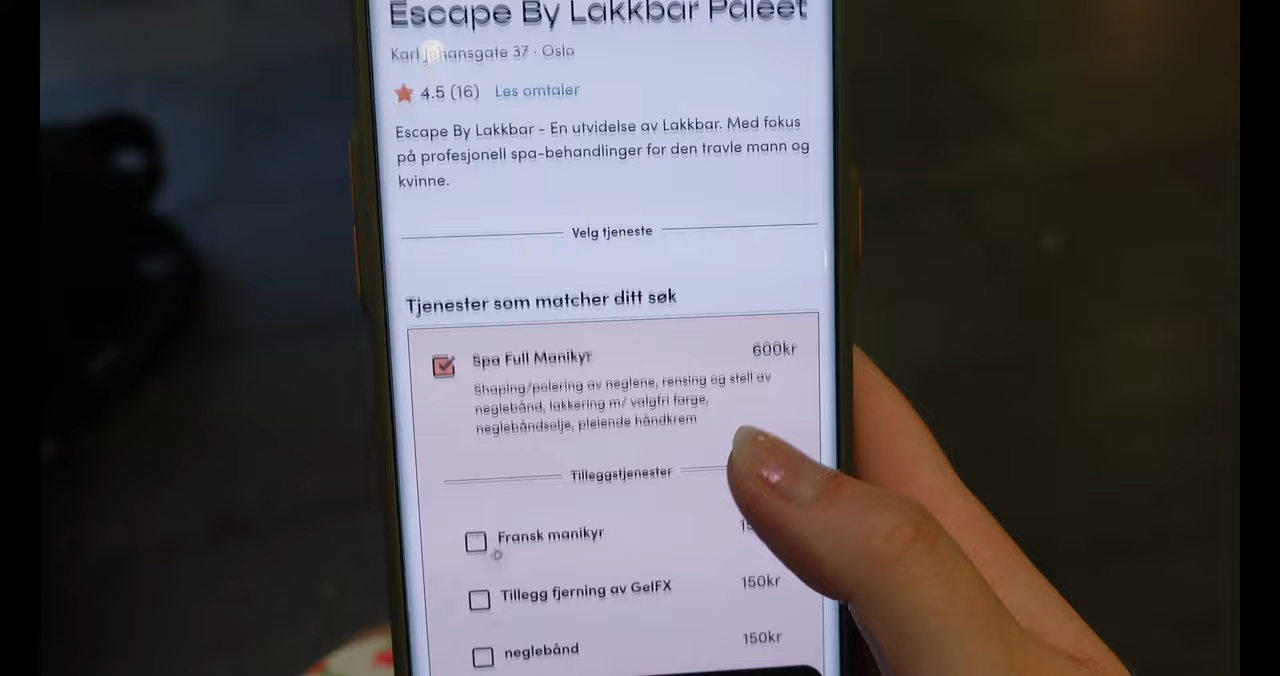 Escape By Lakkbar Paleet
Karl Johansgate 37 · Oslo
4.5 (16) Les omtaler
Escape By Lakkbar - En utvidelse av Lakkbar. Med fokus
på profesjonell spa-behandlinger for den travle mann og
kvinne.
Velg tjeneste
Tjenester som matcher ditt søk
Spa Full Manikyr 600kr
Shaping/polering av neglene, rensing og stell av
neglebånd, lakkering m/ valgfri farge,
neglebåndsolje, pleiende håndkrem
Tilleggstjenester
Fransk manikyr
Tillegg fjerning av GelFX 150kr
neglebånd 150kr